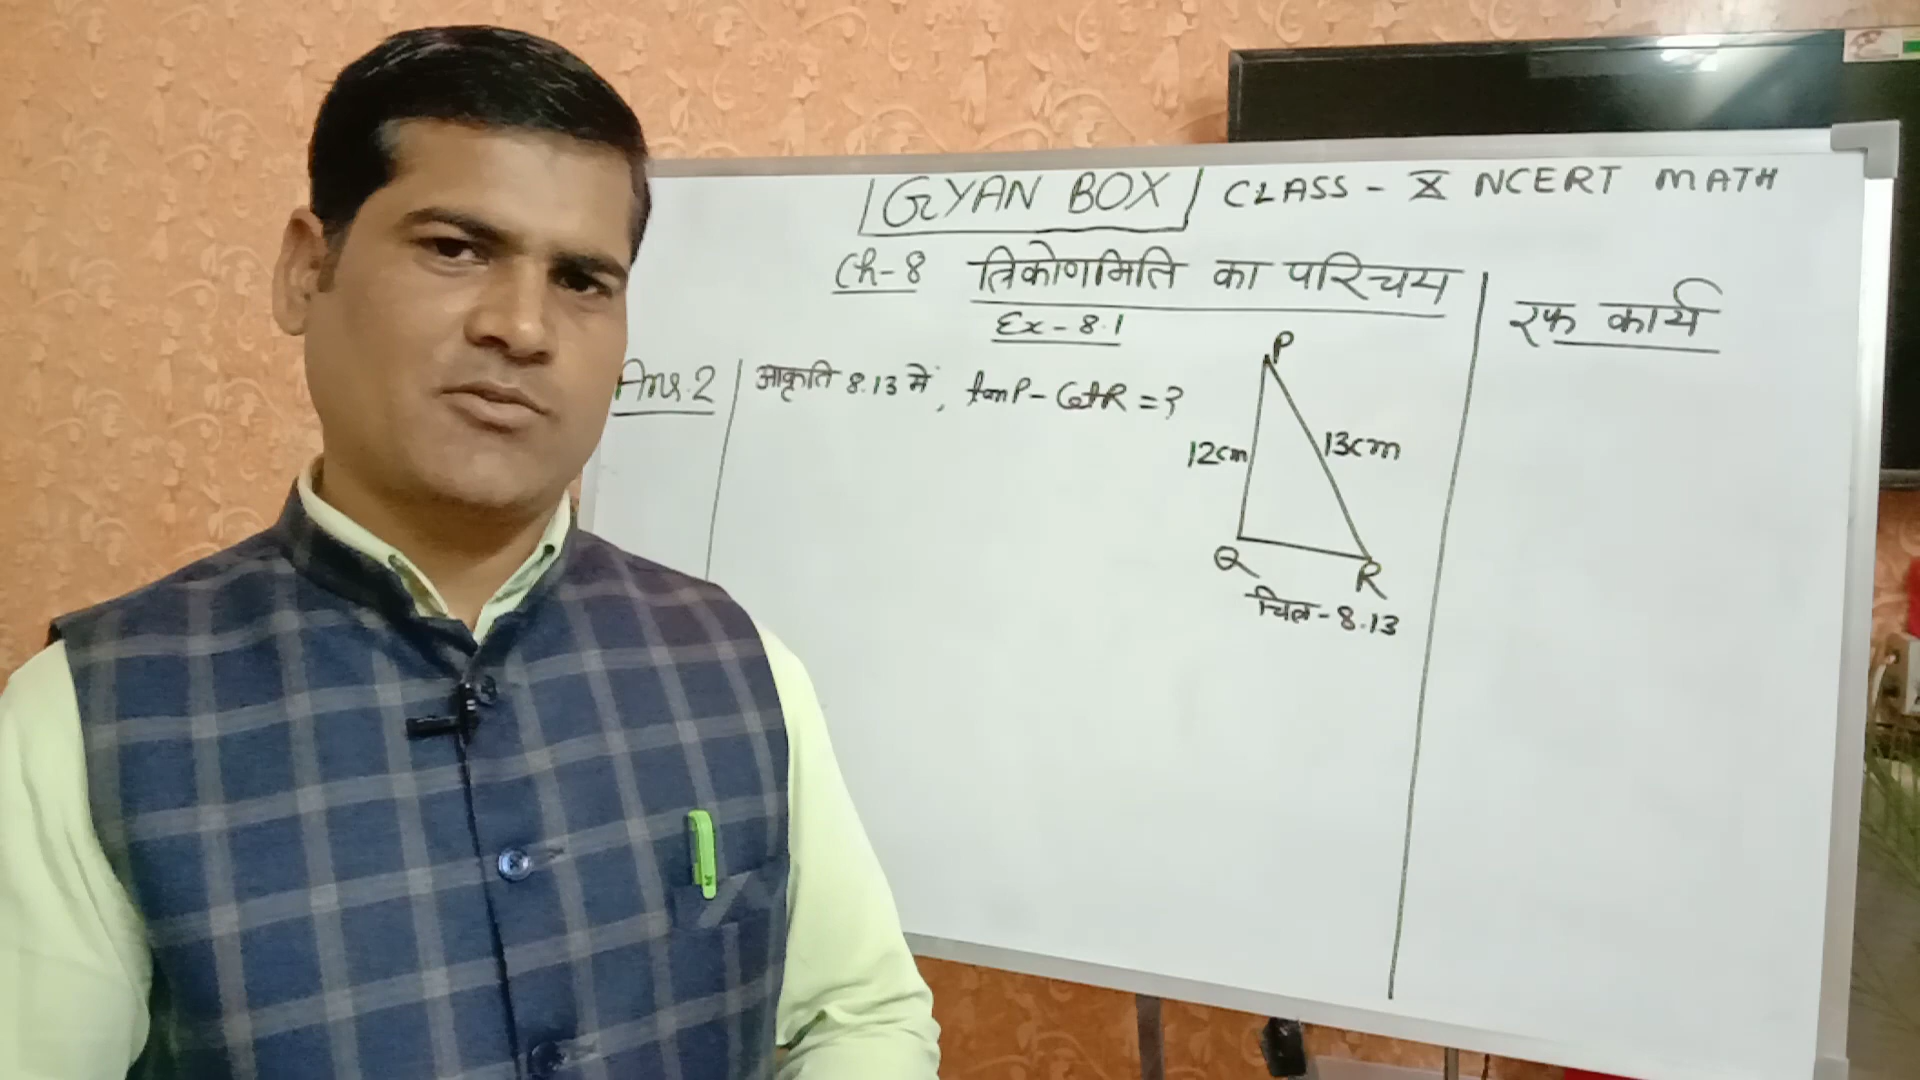 GYAN BOX CLASS - X NCERT MATH
Ch-8 त्रिकोणमिति का परिचय
रफ कार्य
Ex-8.1
Ans.2 आकृति 8.13 में, tanP - CotR = ?
P
12cm
13cm
Q
R
चित्र-8.13